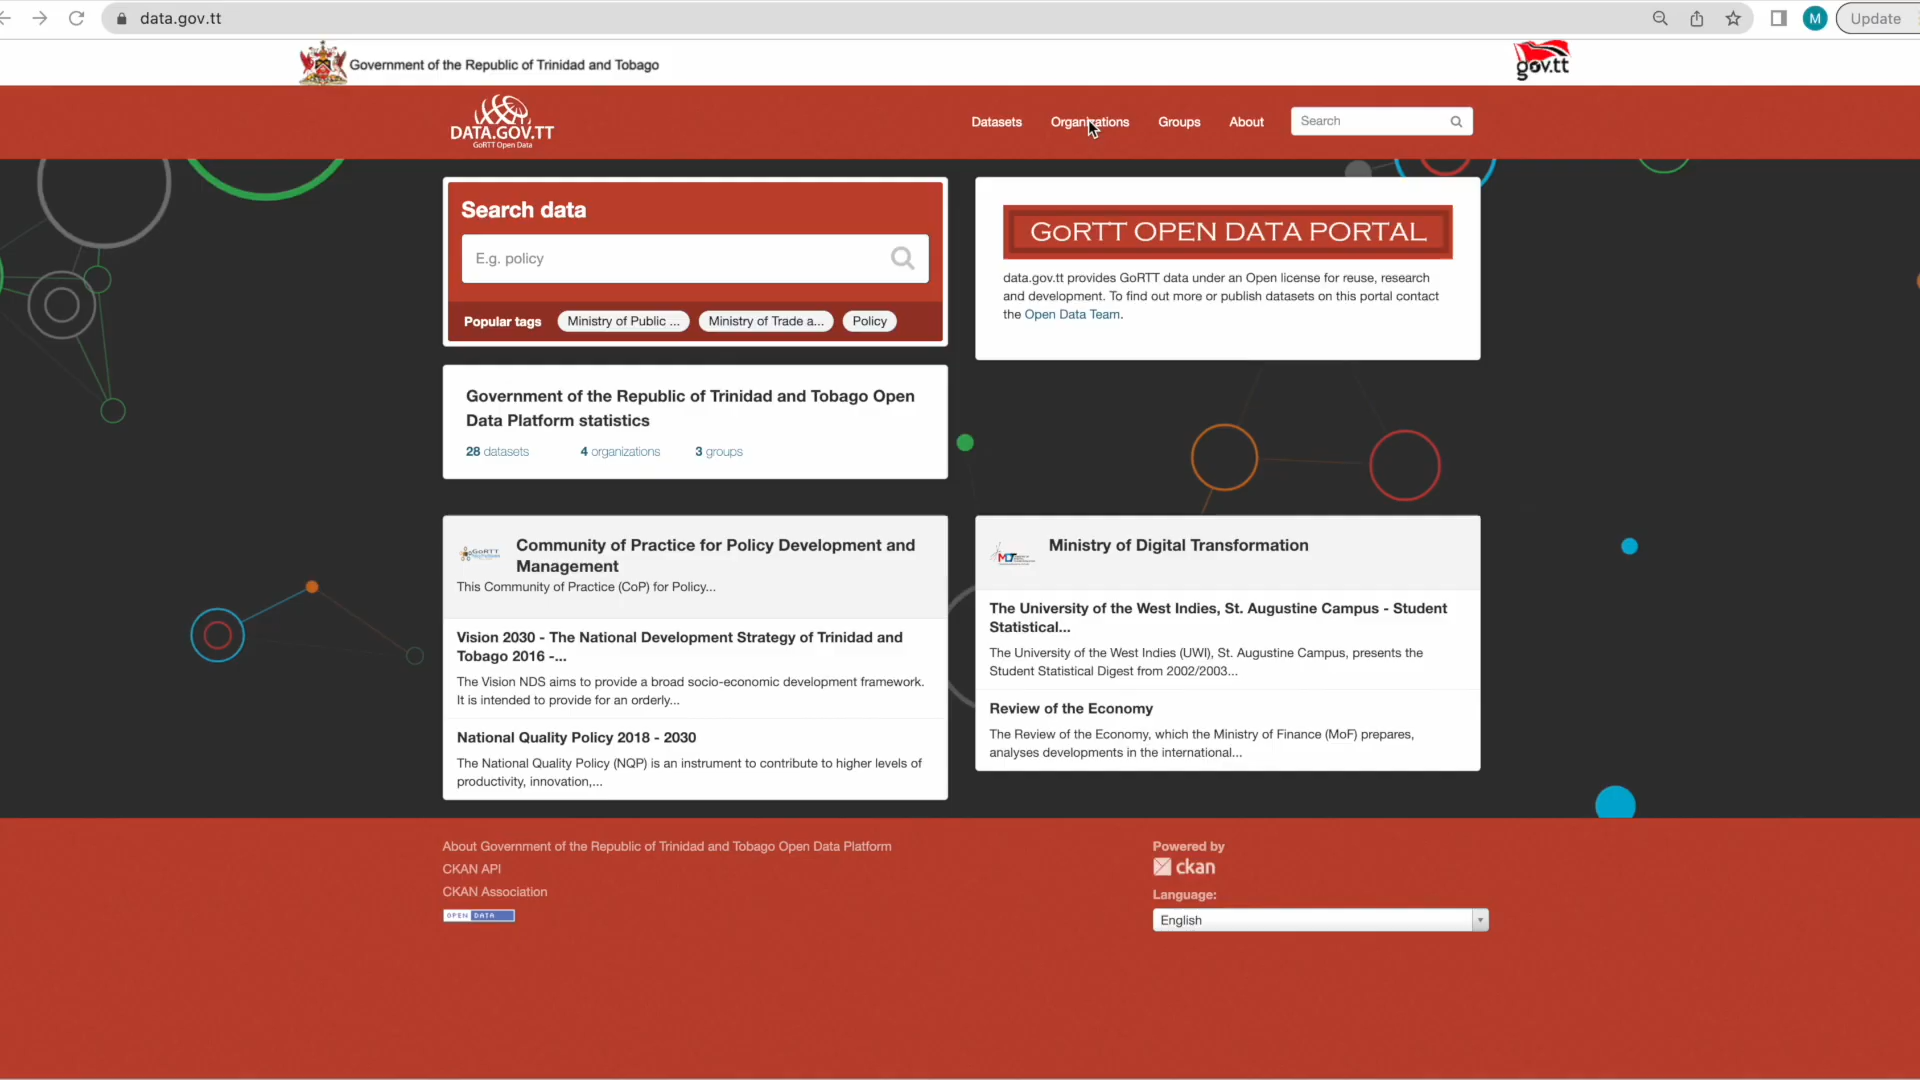 data.gov.tt
M
Update
Government of the Republic of Trinidad and Tobago
gov.tt
DATA.GOV.TT
GoRTT Open Data
Datasets
Organizations
Groups
About
Search
Search data
E.g. policy
Popular tags
Ministry of Public ...
Ministry of Trade a...
Policy
GoRTT OPEN DATA PORTAL
data.gov.tt provides GoRTT data under an Open license for reuse, research
and development. To find out more or publish datasets on this portal contact
the Open Data Team.
Government of the Republic of Trinidad and Tobago Open
Data Platform statistics
28 datasets
4 organizations
3 groups
GoRTT
Community of Practice for Policy Development and
Management
This Community of Practice (CoP) for Policy...
Vision 2030 - The National Development Strategy of Trinidad and
Tobago 2016 -...
The Vision NDS aims to provide a broad socio-economic development framework.
It is intended to provide for an orderly...
National Quality Policy 2018 - 2030
The National Quality Policy (NQP) is an instrument to contribute to higher levels of
productivity, innovation,...
Ministry of Digital Transformation
The University of the West Indies, St. Augustine Campus - Student
Statistical...
The University of the West Indies (UWI), St. Augustine Campus, presents the
Student Statistical Digest from 2002/2003...
Review of the Economy
The Review of the Economy, which the Ministry of Finance (MoF) prepares,
analyses developments in the international...
About Government of the Republic of Trinidad and Tobago Open Data Platform
CKAN API
CKAN Association
OPEN DATA
Powered by
ckan
Language:
English